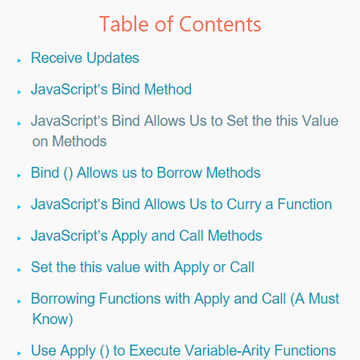 Table of Contents
Receive Updates
JavaScript’s Bind Method
JavaScript’s Bind Allows Us to Set the this Value
on Methods
Bind () Allows us to Borrow Methods
JavaScript’s Bind Allows Us to Curry a Function
JavaScript’s Apply and Call Methods
Set the this value with Apply or Call
Borrowing Functions with Apply and Call (A Must
Know)
Use Apply () to Execute Variable-Arity Functions